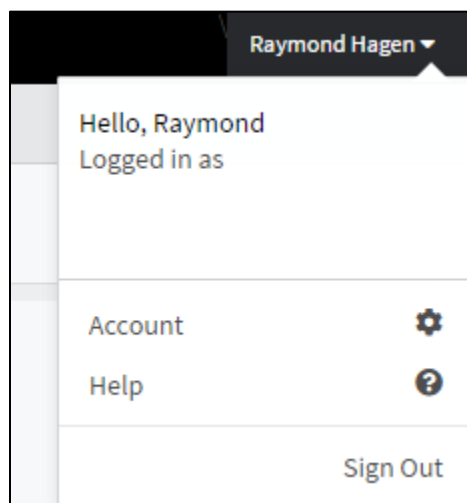 Raymond Hagen
Hello, Raymond
Logged in as
Account
Help
Sign Out